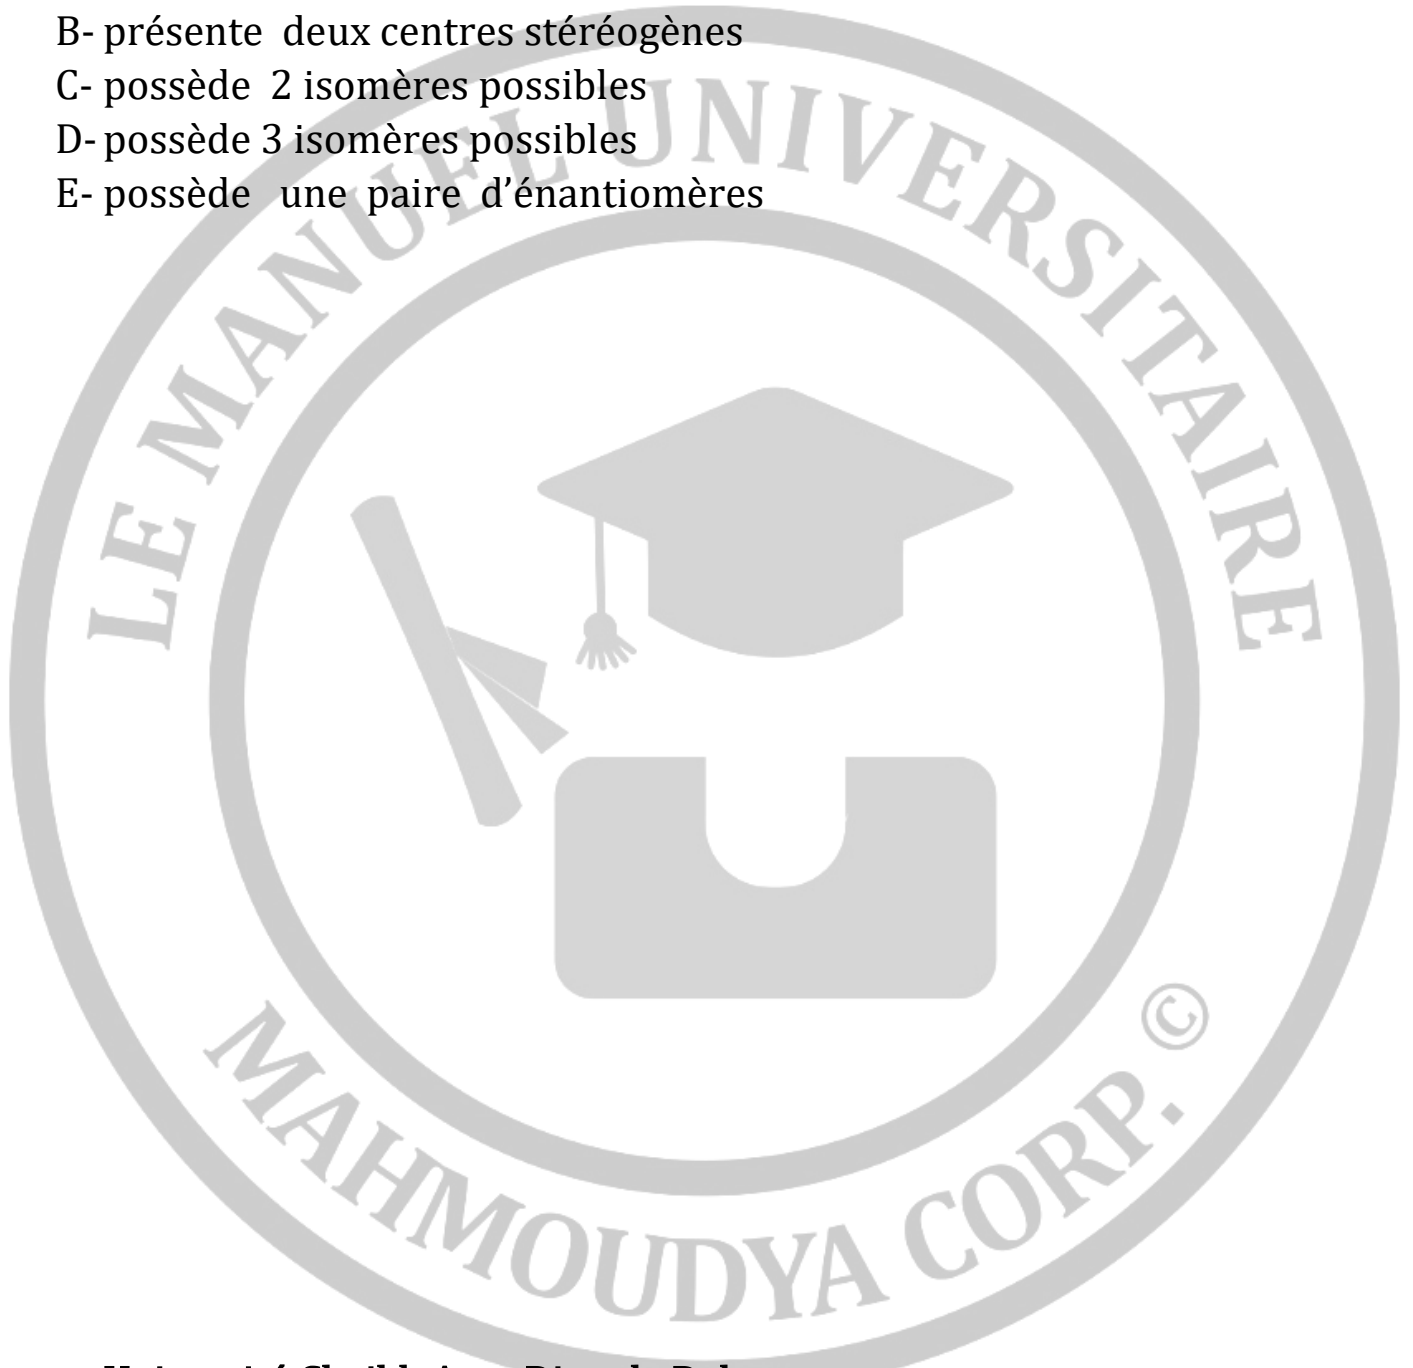 B- présente deux centres stéréogènes
C- possède 2 isomères possibles
D- possède 3 isomères possibles
E- possède une paire d’énantiomères
LE MANUEL UNIVERSITAIRE
MAHMOUDYA CORP. ©